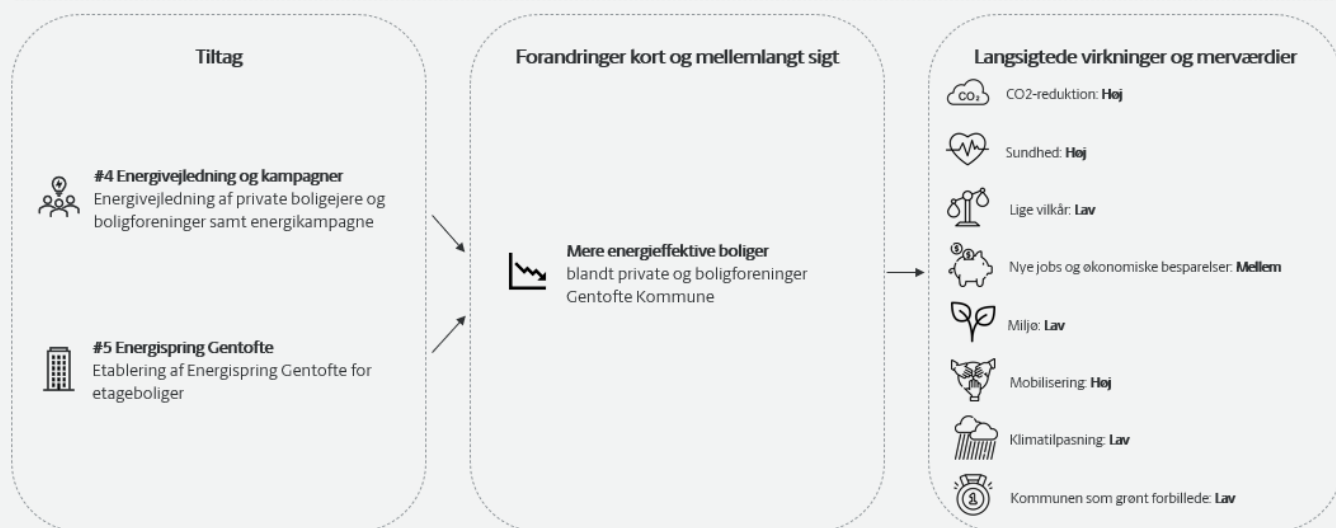 Tiltag
#4 Energivejledning og kampagner
Energivejledning af private boligejere og
boligforeninger samt energikampagne
#5 Energispring Gentofte
Etablering af Energispring Gentofte for
etageboliger
Forandringer kort og mellemlangt sigt
Mere energieffektive boliger
blandt private og boligforeninger
Gentofte Kommune
Langsigtede virkninger og merværdier
CO₂
CO2-reduktion: Høj
Sundhed: Høj
Lige vilkår: Lav
$ $
Nye jobs og økonomiske besparelser: Mellem
Miljø: Lav
Mobilisering: Høj
Klimatilpasning: Lav
1
Kommunen som grønt forbillede: Lav